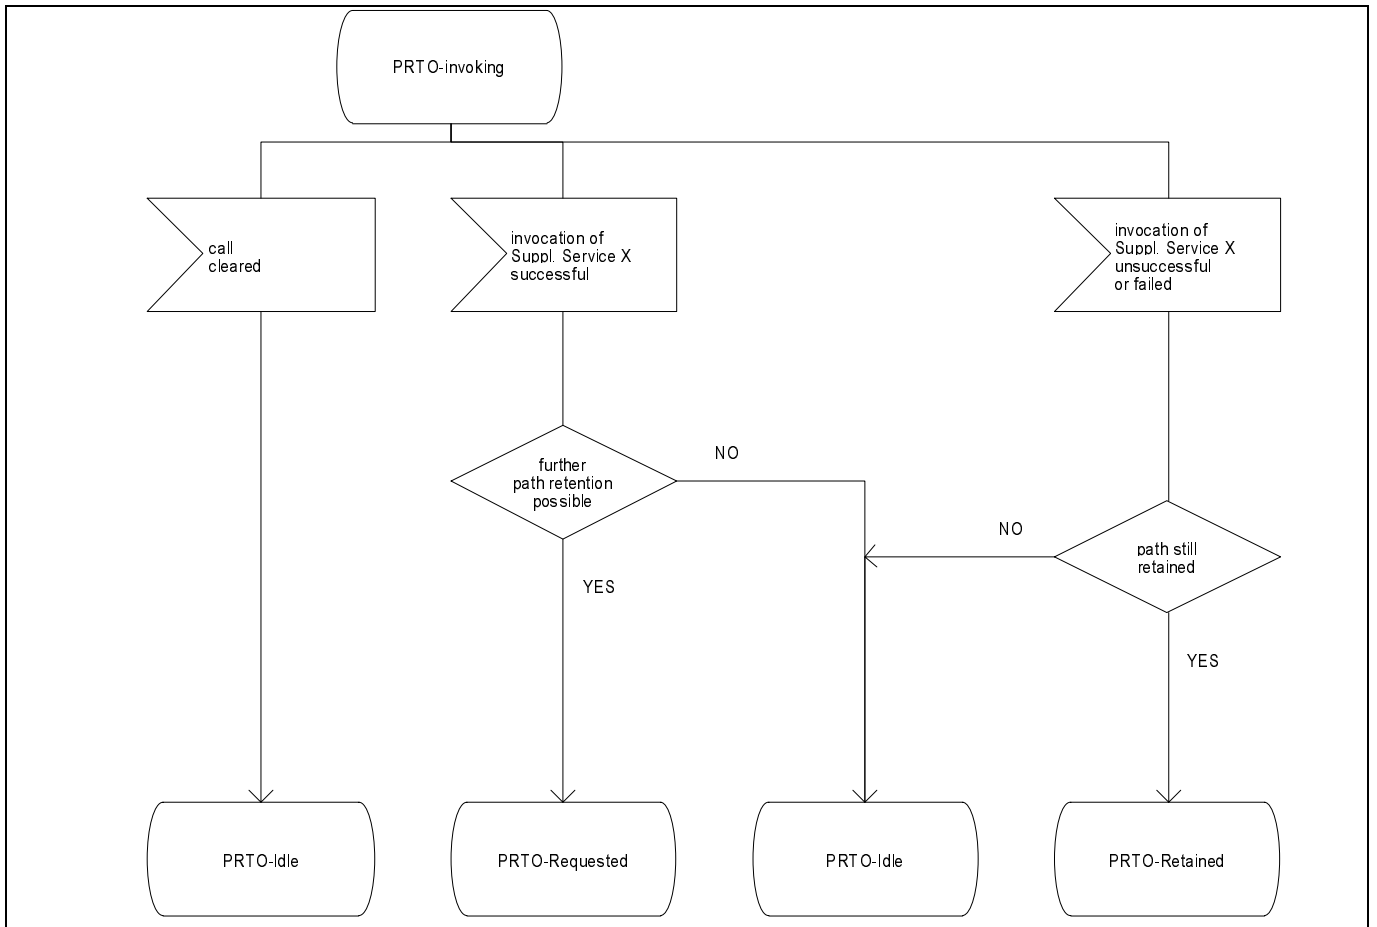 PRTO-invoking
call
cleared
invocation of
Suppl. Service X
successful
invocation of
Suppl. Service X
unsuccessful
or failed
further
path retention
possible
NO
YES
NO
path still
retained
YES
PRTO-Idle
PRTO-Requested
PRTO-Idle
PRTO-Retained